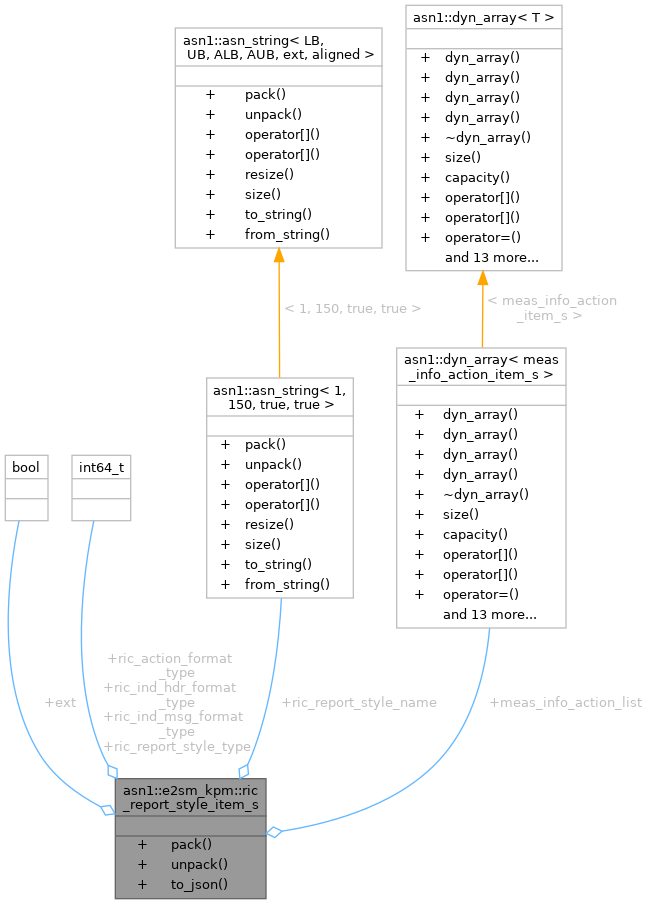 asn1::asn_string< LB,
UB, ALB, AUB, ext, aligned >
+ pack()
+ unpack()
+ operator[]()
+ operator[]()
+ resize()
+ size()
+ to_string()
+ from_string()
asn1::dyn_array< T >
+ dyn_array()
+ dyn_array()
+ dyn_array()
+ dyn_array()
+ ~dyn_array()
+ size()
+ capacity()
+ operator[]()
+ operator[]()
+ operator=()
and 13 more...
< 1, 150, true, true >
< meas_info_action
_item_s >
asn1::asn_string< 1,
150, true, true >
+ pack()
+ unpack()
+ operator[]()
+ operator[]()
+ resize()
+ size()
+ to_string()
+ from_string()
asn1::dyn_array< meas
_info_action_item_s >
+ dyn_array()
+ dyn_array()
+ dyn_array()
+ dyn_array()
+ ~dyn_array()
+ size()
+ capacity()
+ operator[]()
+ operator[]()
+ operator=()
and 13 more...
bool
int64_t
+ext
+ric_action_format
_type
+ric_ind_hdr_format
_type
+ric_ind_msg_format
_type
+ric_report_style_type
+ric_report_style_name
+meas_info_action_list
asn1::e2sm_kpm::ric
_report_style_item_s
+ pack()
+ unpack()
+ to_json()